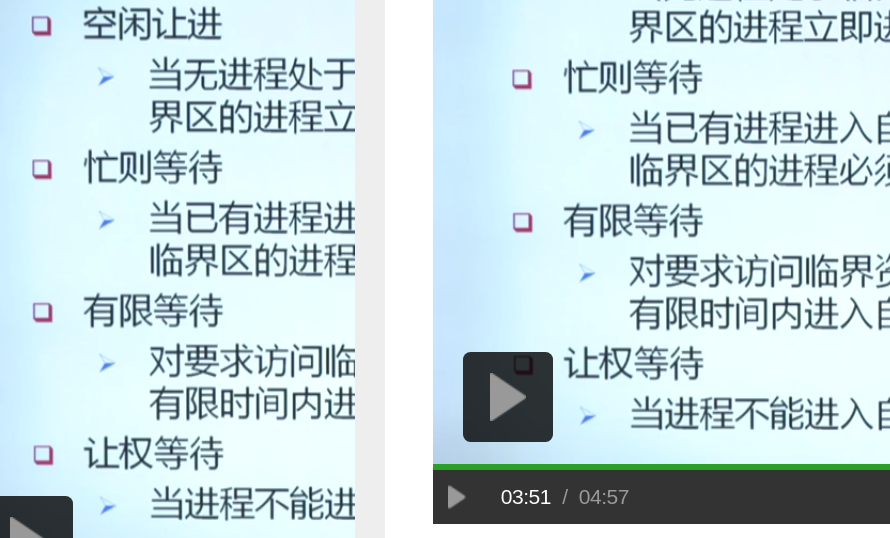 空闲让进
当无进程处于
界区的进程立
忙则等待
当已有进程进
临界区的进程
有限等待
对要求访问临
有限时间内进
让权等待
当进程不能进
界区的进程立即
忙则等待
当已有进程进入
临界区的进程必须
有限等待
对要求访问临界资
有限时间内进入自
让权等待
当进程不能进入自
03:51 / 04:57